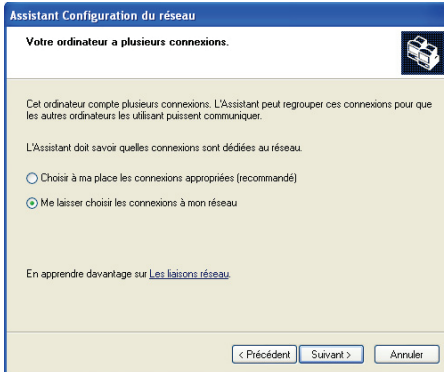 Assistant Configuration du réseau
Votre ordinateur a plusieurs connexions.
Cet ordinateur compte plusieurs connexions. L'Assistant peut regrouper ces connexions pour que
les autres ordinateurs les utilisant puissent communiquer.
L'Assistant doit savoir quelles connexions sont dédiées au réseau.
Choisir à ma place les connexions appropriées (recommandé)
Me laisser choisir les connexions à mon réseau
En apprendre davantage sur Les liaisons réseau.
< Précédent Suivant > Annuler